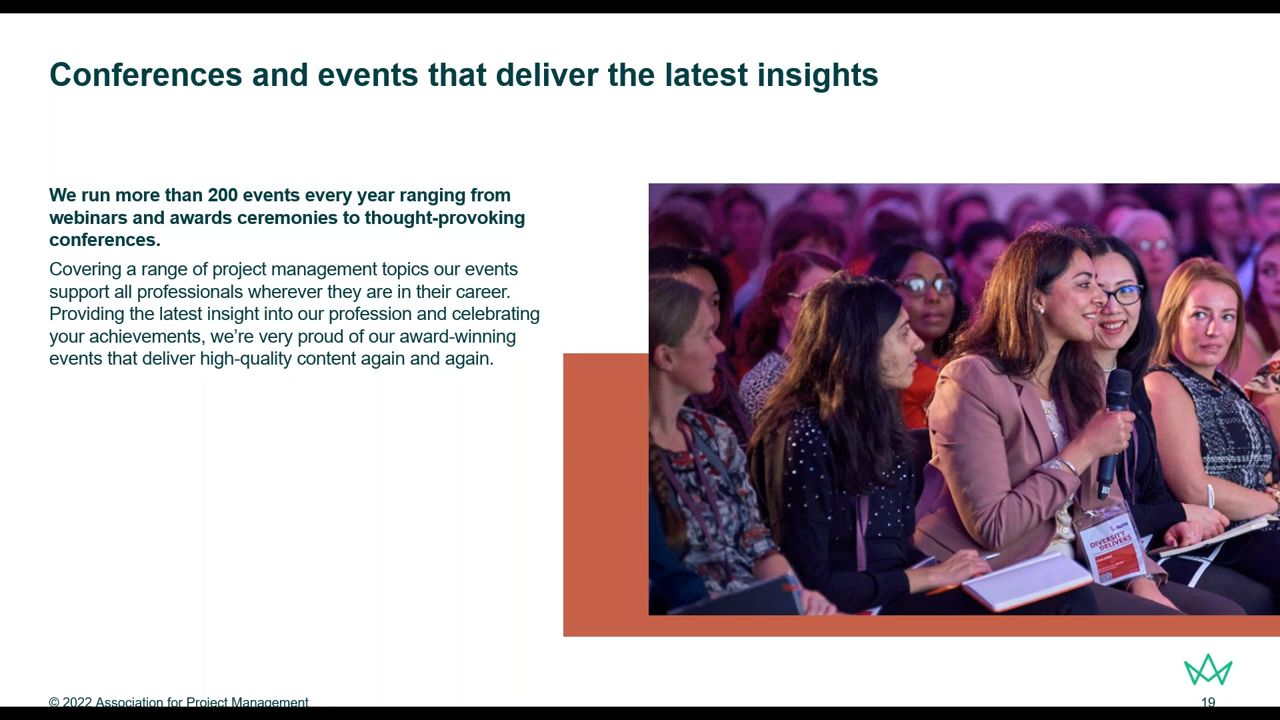 Conferences and events that deliver the latest insights
We run more than 200 events every year ranging from
webinars and awards ceremonies to thought-provoking
conferences.
Covering a range of project management topics our events
support all professionals wherever they are in their career.
Providing the latest insight into our profession and celebrating
your achievements, we’re very proud of our award-winning
events that deliver high-quality content again and again.
DIVERSITY
DELIVERS
© 2022 Association for Project Management
19